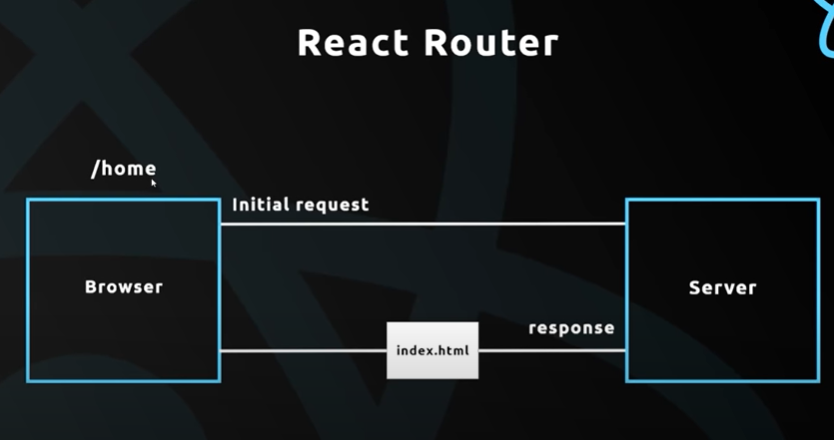 React Router
/home
Initial request
Browser
Server
response
index.html